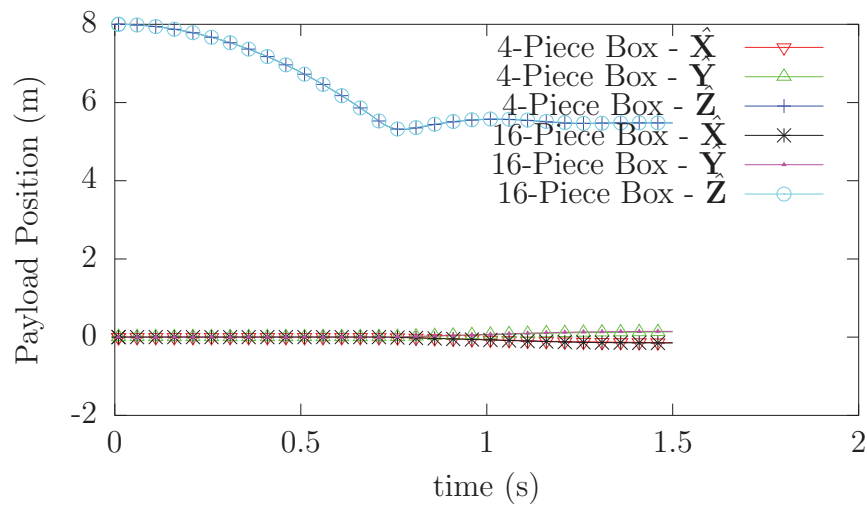 8
6
4
2
0
-2
0
0.5
1
1.5
2
Payload Position (m)
time (s)
4-Piece Box - X̂
4-Piece Box - Ŷ
4-Piece Box - Ẑ
16-Piece Box - X̂
16-Piece Box - Ŷ
16-Piece Box - Ẑ